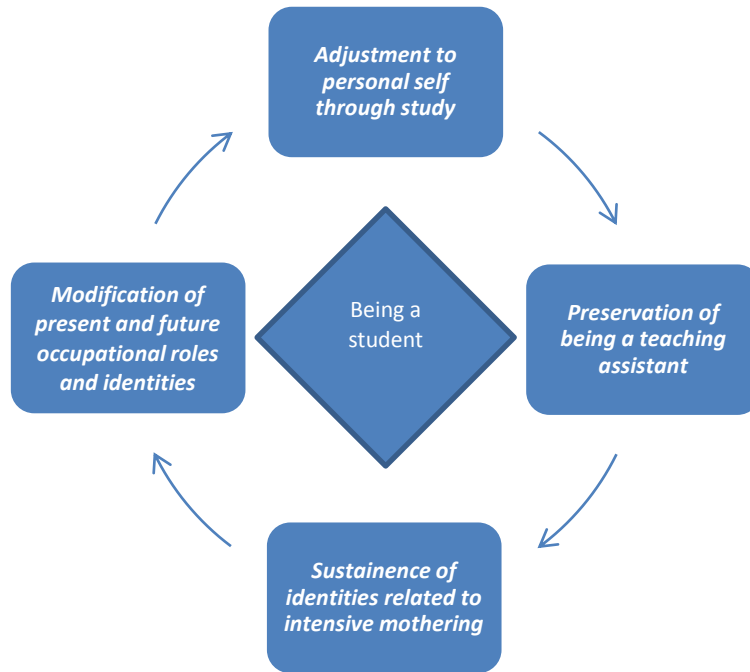 Adjustment to
personal self
through study
Being a
student
Modification of
present and future
occupational roles
and identities
Preservation of
being a teaching
assistant
Sustainence of
identities related to
intensive mothering